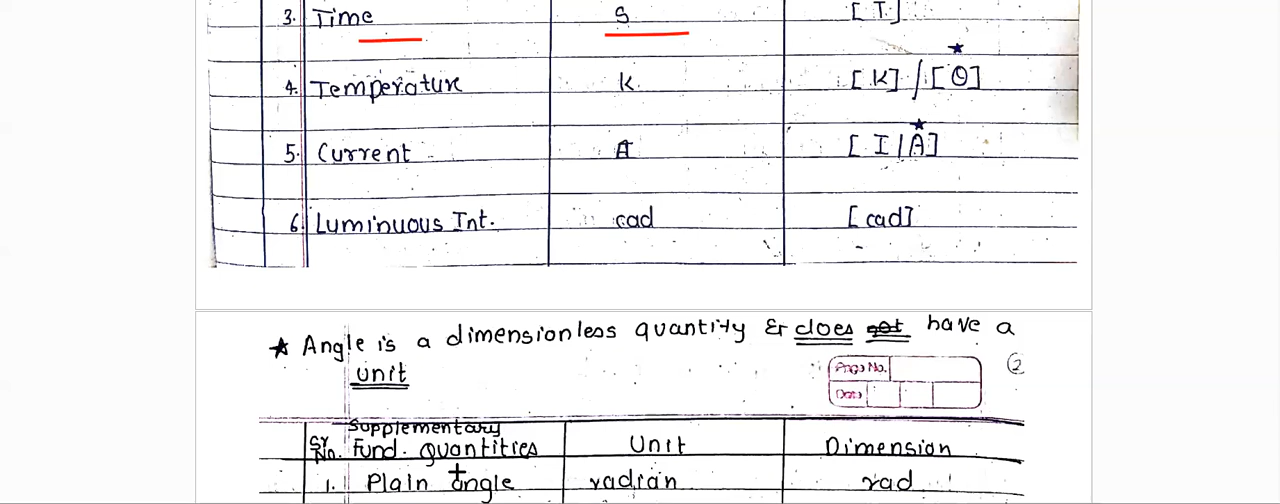 3. Time S [T]
4. Temperature K [K] / [θ]
5. Current A [I/A]
6. Luminuous Int. cad [cad]
★ Angle is a dimensionless quantity & does not have a
unit
Page No.
Date
2
Sr. No. Supplementary Fund. quantities Unit Dimension
1. Plain angle radian rad